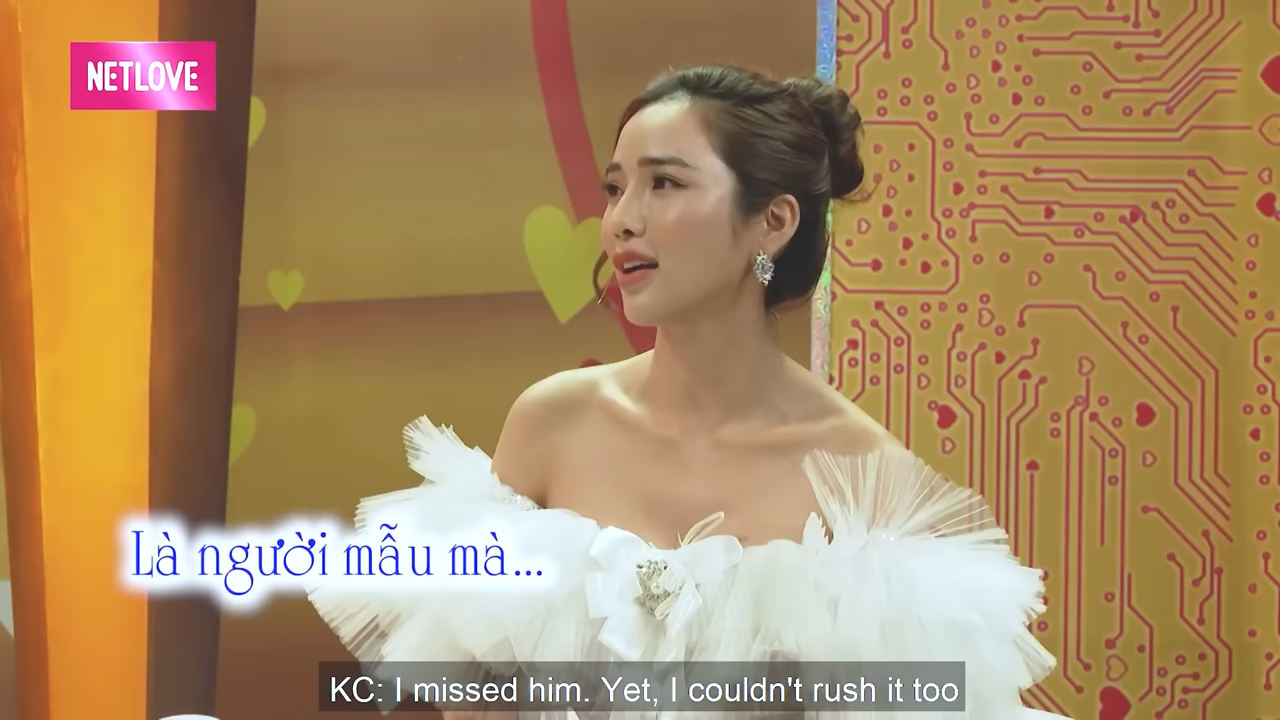 NETLOVE
Là người mẫu mà...
KC: I missed him. Yet, I couldn't rush it too